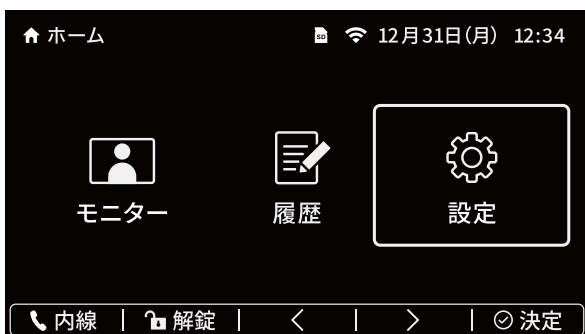 ホーム SD 12月31日(月) 12:34
モニター 履歴 設定
内線 解錠 < > 決定